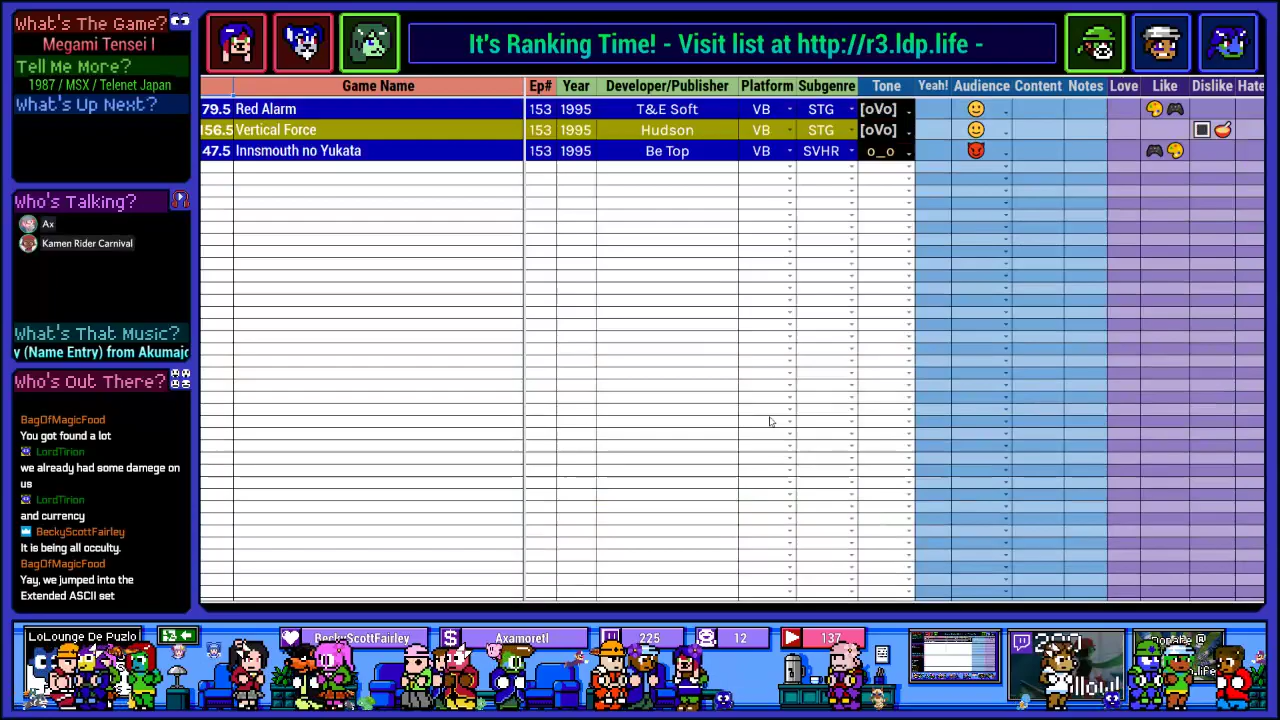 What's The Game?
Megami Tensei I
Tell Me More?
1987 / MSX / Telenet Japan
What's Up Next?
It's Ranking Time! - Visit list at http://r3.ldp.life -
Game Name Ep# Year Developer/Publisher Platform Subgenre Tone Yeah! Audience Content Notes Love Like Dislike Hate
79.5 Red Alarm 153 1995 T&E Soft VB STG [oVo]
156.5 Vertical Force 153 1995 Hudson VB STG [oVo]
47.5 Innsmouth no Yukata 153 1995 Be Top VB SVHR o_o
Who's Talking?
Ax
Kamen Rider Carnival
What's That Music?
y (Name Entry) from Akumajo
Who's Out There?
BagOfMagicFood
You got found a lot
LordTirion
we already had some damege on
us
LordTirion
and currency
BeckyScottFairley
It is being all occulty.
BagOfMagicFood
Yay, we jumped into the
Extended ASCII set
LoLounge De Puzlo
BeckyScottFairley
$ Axamoretl
225
12
137
Donate